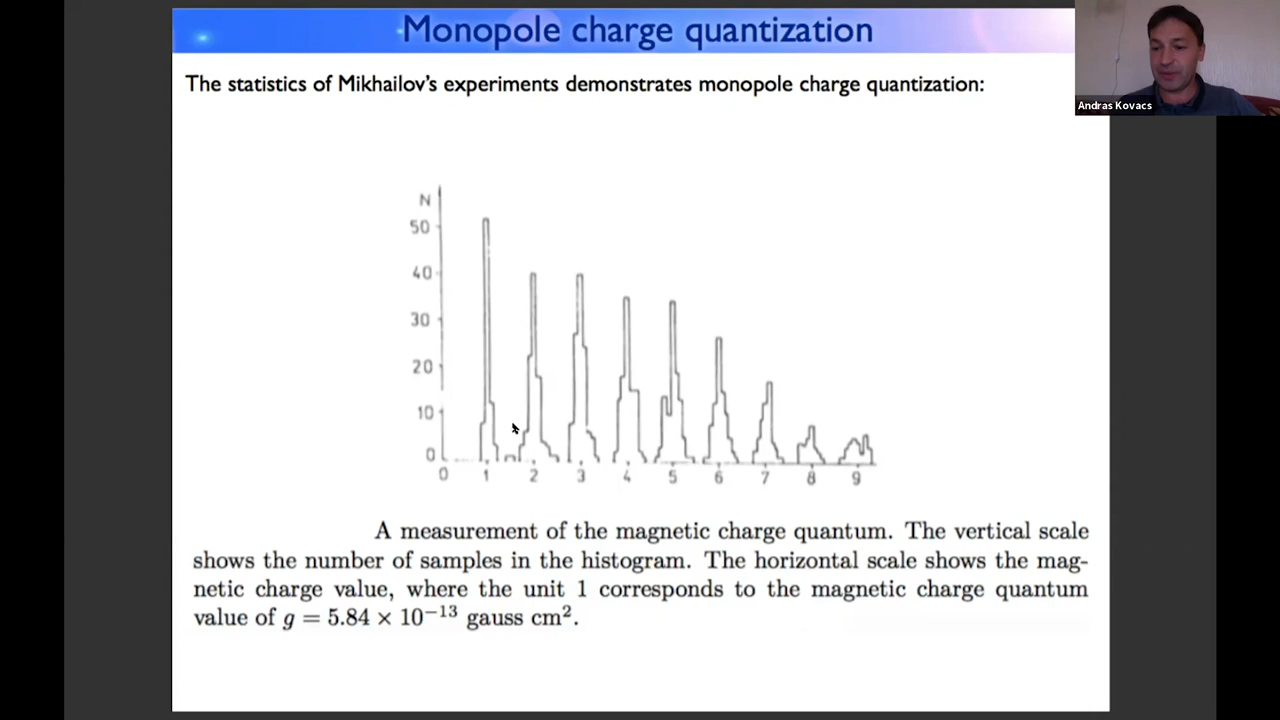 Monopole charge quantization
Andras Kovacs
The statistics of Mikhailov's experiments demonstrates monopole charge quantization:
N
50
40
30
20
10
0
0 1 2 3 4 5 6 7 8 9
A measurement of the magnetic charge quantum. The vertical scale
shows the number of samples in the histogram. The horizontal scale shows the mag-
netic charge value, where the unit 1 corresponds to the magnetic charge quantum
value of g = 5.84 × 10⁻¹³ gauss cm².